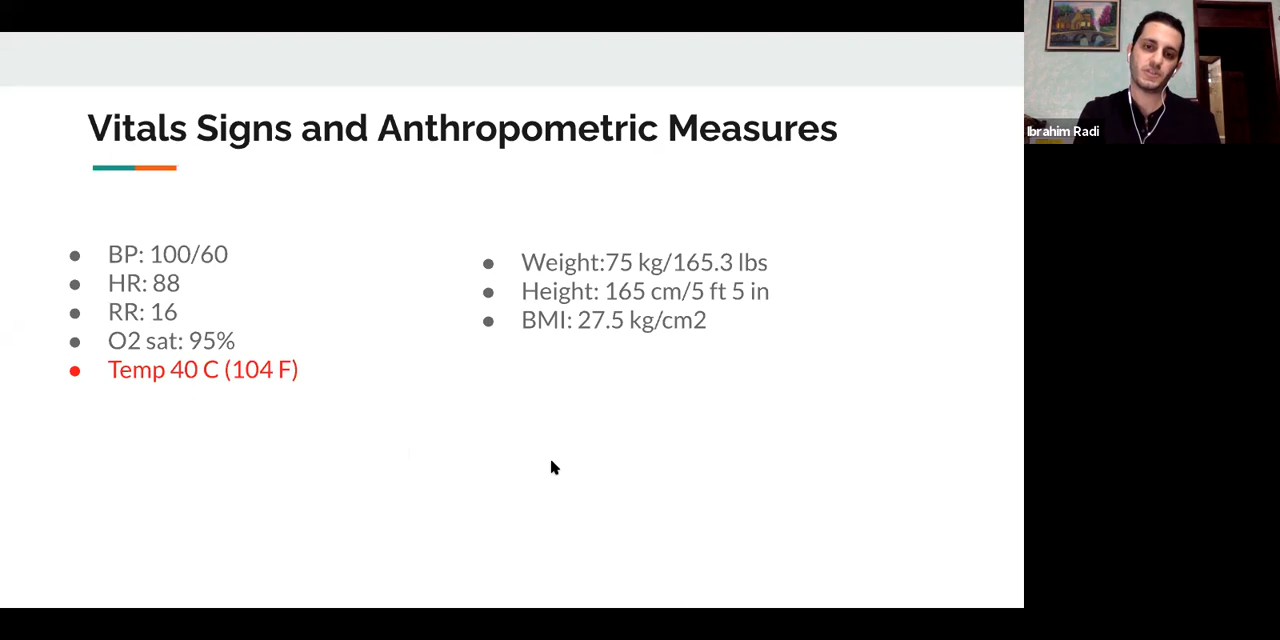 Vitals Signs and Anthropometric Measures
BP: 100/60
HR: 88
RR: 16
O2 sat: 95%
Temp 40 C (104 F)
Weight:75 kg/165.3 lbs
Height: 165 cm/5 ft 5 in
BMI: 27.5 kg/cm2
Ibrahim Radi